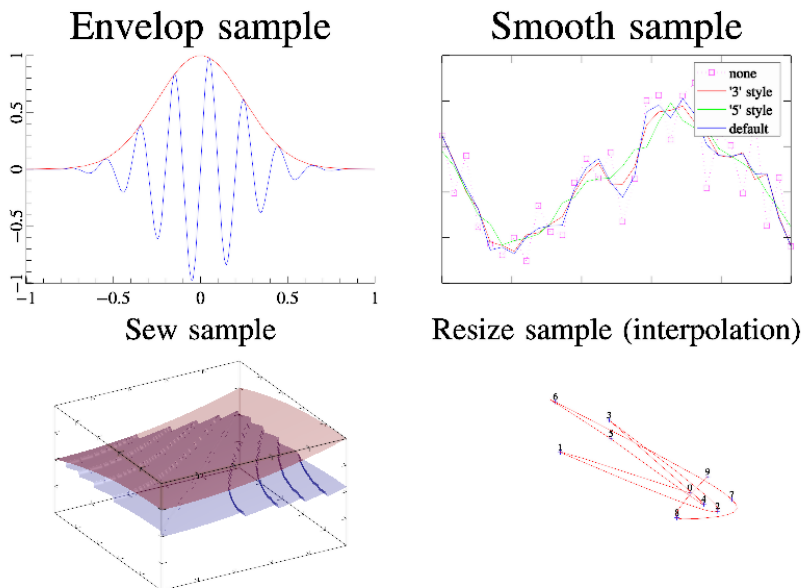 Envelop sample
Smooth sample
1
0.5
0
−0.5
−1
−1
−0.5
0
0.5
1
none
'3' style
'5' style
default
Sew sample
Resize sample (interpolation)
6
3
5
1
9
0
4
2
7
8